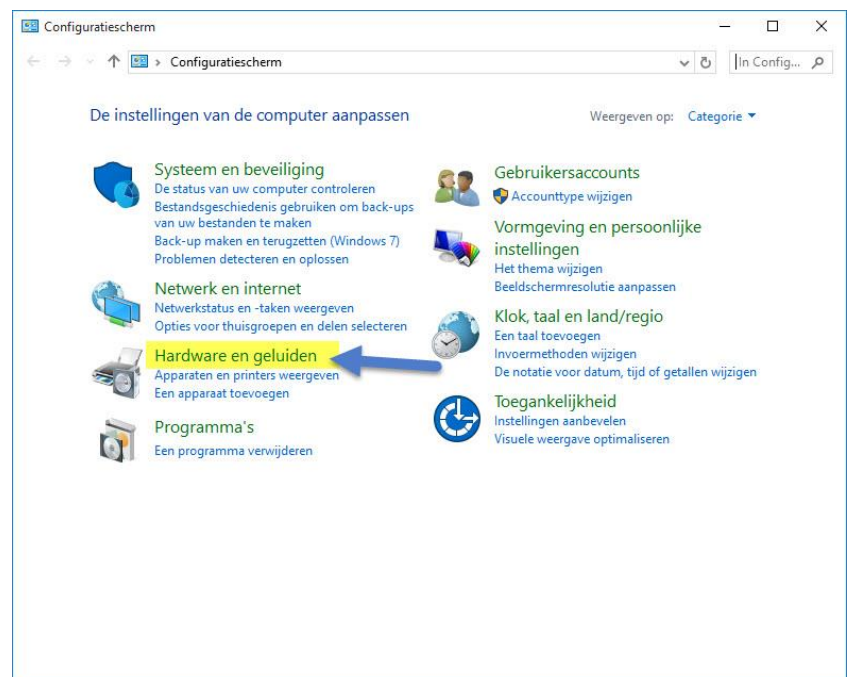 Configuratiescherm
Configuratiescherm
In Config...
De instellingen van de computer aanpassen
Weergeven op: Categorie
Systeem en beveiliging
De status van uw computer controleren
Bestandsgeschiedenis gebruiken om back-ups
van uw bestanden te maken
Back-up maken en terugzetten (Windows 7)
Problemen detecteren en oplossen
Netwerk en internet
Netwerkstatus en -taken weergeven
Opties voor thuisgroepen en delen selecteren
Hardware en geluiden
Apparaten en printers weergeven
Een apparaat toevoegen
Programma's
Een programma verwijderen
Gebruikersaccounts
Accounttype wijzigen
Vormgeving en persoonlijke
instellingen
Het thema wijzigen
Beeldschermresolutie aanpassen
Klok, taal en land/regio
Een taal toevoegen
Invoermethoden wijzigen
De notatie voor datum, tijd of getallen wijzigen
Toegankelijkheid
Instellingen aanbevelen
Visuele weergave optimaliseren